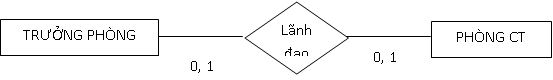 TRƯỞNG PHÒNG
Lãnh
đạo
PHÒNG CT
0, 1
0, 1